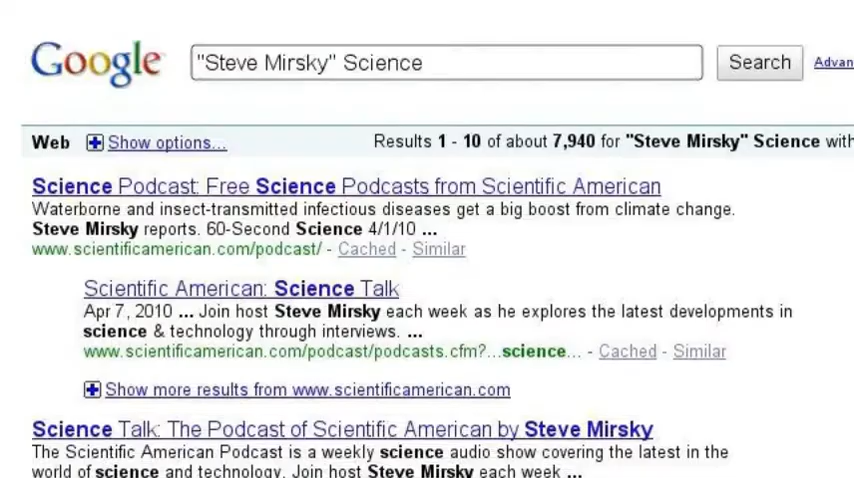 Google "Steve Mirsky" Science Search Advan
Web Show options... Results 1 - 10 of about 7,940 for "Steve Mirsky" Science with
Science Podcast: Free Science Podcasts from Scientific American
Waterborne and insect-transmitted infectious diseases get a big boost from climate change.
Steve Mirsky reports. 60-Second Science 4/1/10 ...
www.scientificamerican.com/podcast/ - Cached - Similar
Scientific American: Science Talk
Apr 7, 2010 ... Join host Steve Mirsky each week as he explores the latest developments in
science & technology through interviews. ...
www.scientificamerican.com/podcast/podcasts.cfm?...science... - Cached - Similar
Show more results from www.scientificamerican.com
Science Talk: The Podcast of Scientific American by Steve Mirsky
The Scientific American Podcast is a weekly science audio show covering the latest in the
world of science and technology. Join host Steve Mirsky each week ...